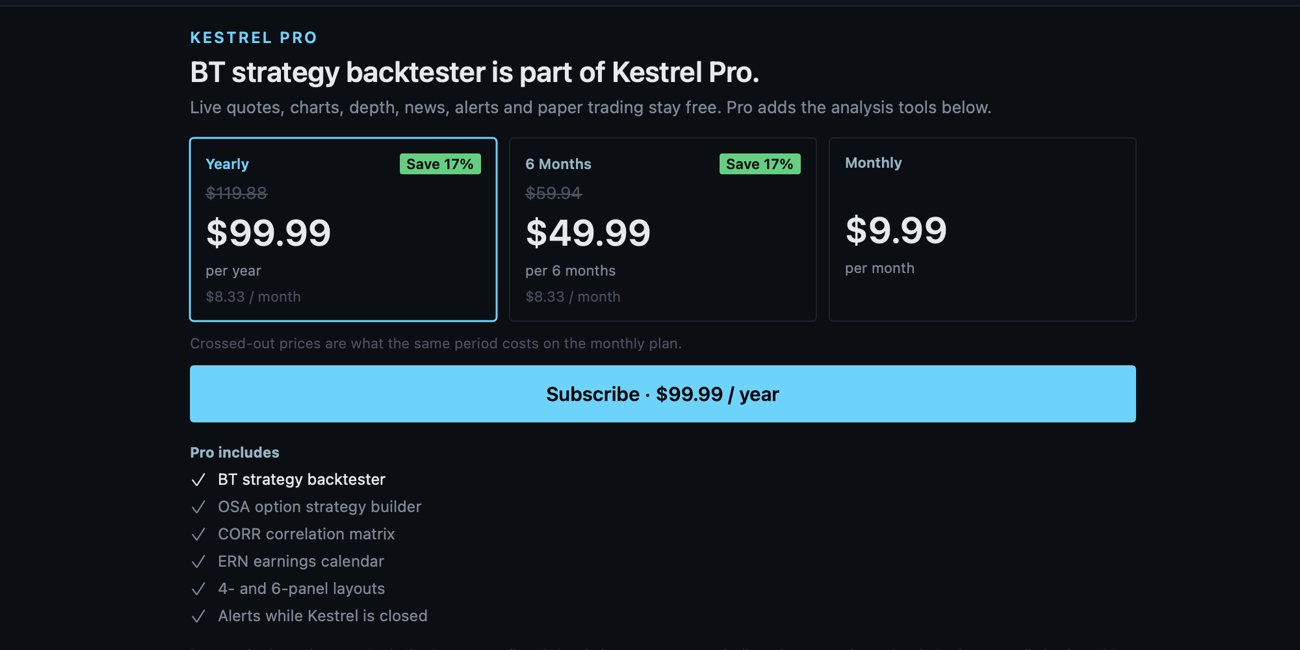 KESTREL PRO
BT strategy backtester is part of Kestrel Pro.
Live quotes, charts, depth, news, alerts and paper trading stay free. Pro adds the analysis tools below.
Yearly
Save 17%
$119.88
$99.99
per year
$8.33 / month
6 Months
Save 17%
$59.94
$49.99
per 6 months
$8.33 / month
Monthly
$9.99
per month
Crossed-out prices are what the same period costs on the monthly plan.
Subscribe · $99.99 / year
Pro includes
BT strategy backtester
OSA option strategy builder
CORR correlation matrix
ERN earnings calendar
4- and 6-panel layouts
Alerts while Kestrel is closed